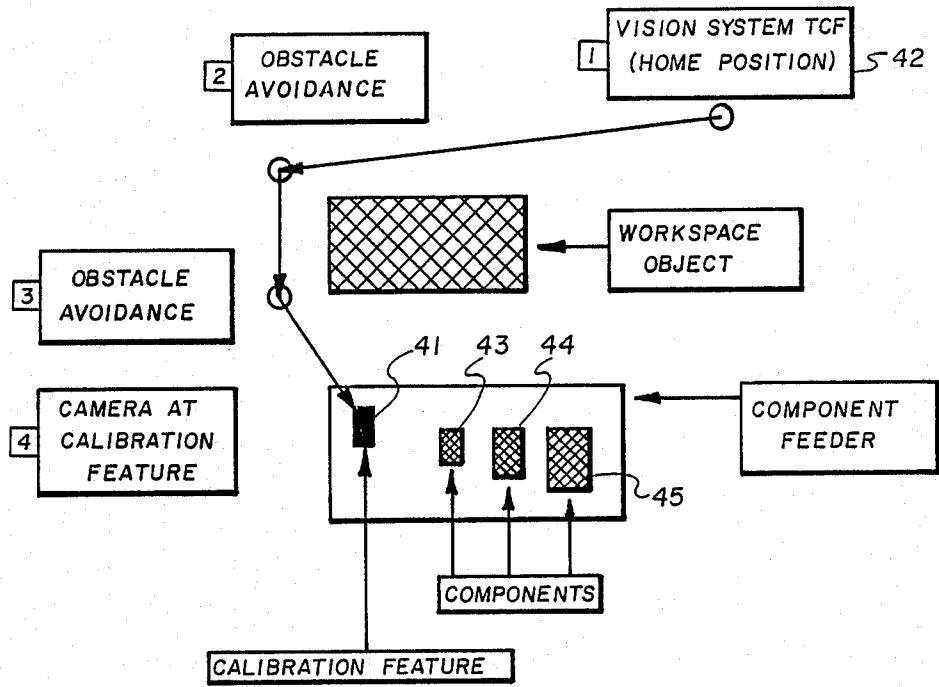 1
VISION SYSTEM TCF
(HOME POSITION)
42
2
OBSTACLE
AVOIDANCE
WORKSPACE
OBJECT
3
OBSTACLE
AVOIDANCE
41
43
44
4
CAMERA AT
CALIBRATION
FEATURE
COMPONENT
FEEDER
45
COMPONENTS
CALIBRATION FEATURE